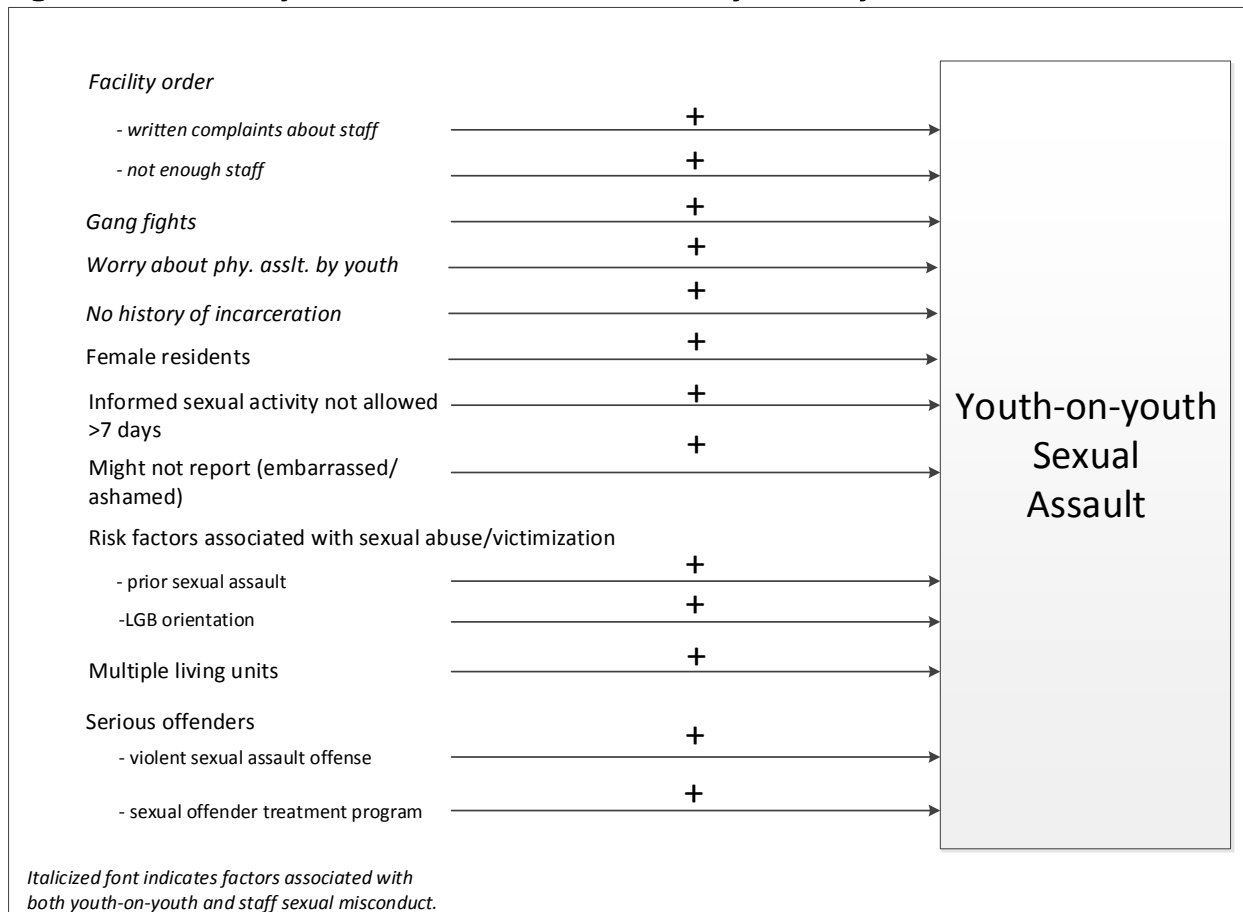 Facility order
- written complaints about staff
+
- not enough staff
+
Gang fights
+
Worry about phy. asslt. by youth
+
No history of incarceration
+
Female residents
+
Informed sexual activity not allowed
>7 days
+
Might not report (embarrassed/
ashamed)
+
Risk factors associated with sexual abuse/victimization
- prior sexual assault
+
-LGB orientation
+
Multiple living units
+
Serious offenders
- violent sexual assault offense
+
- sexual offender treatment program
+
Youth-on-youth
Sexual
Assault
Italicized font indicates factors associated with
both youth-on-youth and staff sexual misconduct.